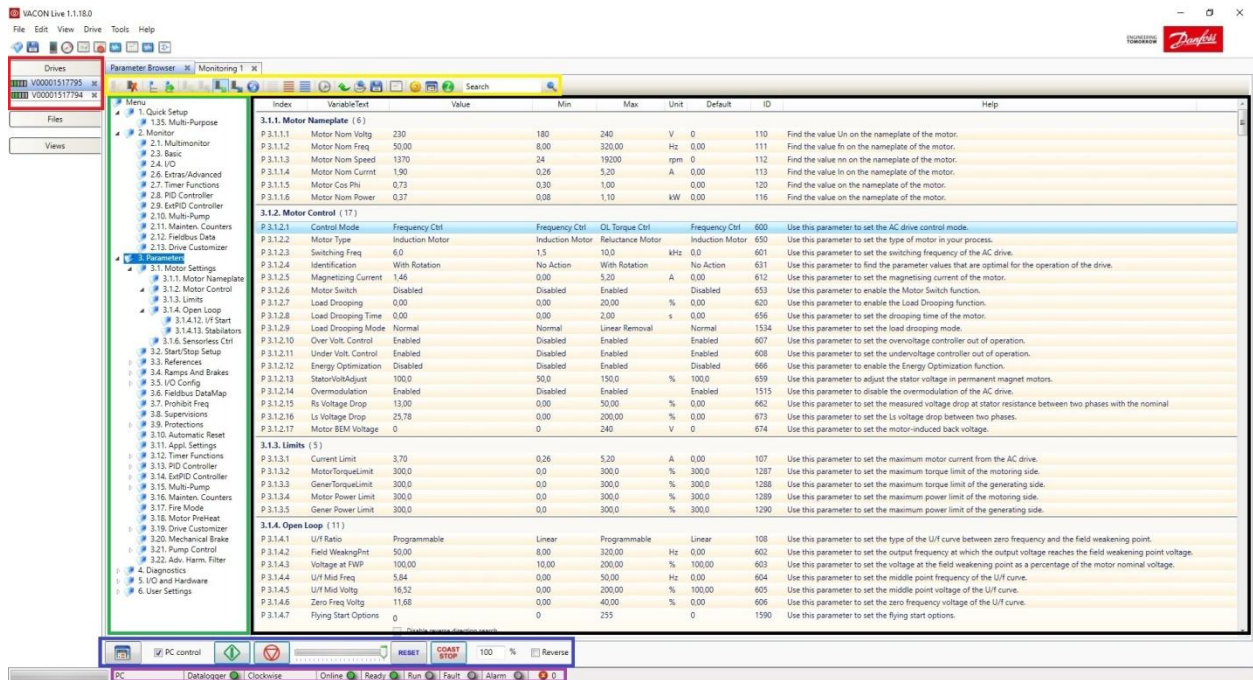 VACON Live 1.1.18.0
File Edit View Drive Tools Help
ENGINEERING
TOMORROW
Danfoss
Drives
V00001517795
V00001517794
Files
Views
Parameter Browser Monitoring 1
Search
Menu
1. Quick Setup
1.35. Multi-Purpose
2. Monitor
2.1. Multimonitor
2.3. Basic
2.4. I/O
2.6. Extras/Advanced
2.7. Timer Functions
2.8. PID Controller
2.9. ExtPID Controller
2.10. Multi-Pump
2.11. Mainten. Counters
2.12. Fieldbus Data
2.13. Drive Customizer
3. Parameters
3.1. Motor Settings
3.1.1. Motor Nameplate
3.1.2. Motor Control
3.1.3. Limits
3.1.4. Open Loop
3.1.4.12. I/f Start
3.1.4.13. Stabilators
3.1.6. Sensorless Ctrl
3.2. Start/Stop Setup
3.3. References
3.4. Ramps And Brakes
3.5. I/O Config
3.6. Fieldbus DataMap
3.7. Prohibit Freq
3.8. Supervisions
3.9. Protections
3.10. Automatic Reset
3.11. Appl. Settings
3.12. Timer Functions
3.13. PID Controller
3.14. ExtPID Controller
3.15. Multi-Pump
3.16. Mainten. Counters
3.17. Fire Mode
3.18. Motor PreHeat
3.19. Drive Customizer
3.20. Mechanical Brake
3.21. Pump Control
3.22. Adv. Harm. Filter
4. Diagnostics
5. I/O and Hardware
6. User Settings
Index VariableText Value Min Max Unit Default ID Help
3.1.1. Motor Nameplate (6)
P 3.1.1.1 Motor Nom Voltg 230 180 240 V 0 110 Find the value Un on the nameplate of the motor.
P 3.1.1.2 Motor Nom Freq 50,00 8,00 320,00 Hz 0,00 111 Find the value fn on the nameplate of the motor.
P 3.1.1.3 Motor Nom Speed 1370 24 19200 rpm 0 112 Find the value nn on the nameplate of the motor.
P 3.1.1.4 Motor Nom Currnt 1,90 0,26 5,20 A 0,00 113 Find the value In on the nameplate of the motor.
P 3.1.1.5 Motor Cos Phi 0,73 0,30 1,00 0,00 120 Find the value on the nameplate of the motor.
P 3.1.1.6 Motor Nom Power 0,37 0,08 1,10 kW 0,00 116 Find the value on the nameplate of the motor.
3.1.2. Motor Control (17)
P 3.1.2.1 Control Mode Frequency Ctrl Frequency Ctrl OL Torque Ctrl Frequency Ctrl 600 Use this parameter to set the AC drive control mode.
P 3.1.2.2 Motor Type Induction Motor Induction Motor Reluctance Motor Induction Motor 650 Use this parameter to set the type of motor in your process.
P 3.1.2.3 Switching Freq 6,0 1,5 10,0 kHz 0,0 601 Use this parameter to set the switching frequency of the AC drive.
P 3.1.2.4 Identification With Rotation No Action With Rotation No Action 631 Use this parameter to find the parameter values that are optimal for the operation of the drive.
P 3.1.2.5 Magnetizing Current 1,46 0,00 5,20 A 0,00 612 Use this parameter to set the magnetising current of the motor.
P 3.1.2.6 Motor Switch Disabled Disabled Enabled Disabled 653 Use this parameter to enable the Motor Switch function.
P 3.1.2.7 Load Drooping 0,00 0,00 20,00 % 0,00 620 Use this parameter to enable the Load Drooping function.
P 3.1.2.8 Load Drooping Time 0,00 0,00 2,00 s 0,00 656 Use this parameter to set the drooping time of the motor.
P 3.1.2.9 Load Drooping Mode Normal Normal Linear Removal Normal 1534 Use this parameter to set the load drooping mode.
P 3.1.2.10 Over Volt. Control Enabled Disabled Enabled Enabled 607 Use this parameter to set the overvoltage controller out of operation.
P 3.1.2.11 Under Volt. Control Enabled Disabled Enabled Enabled 608 Use this parameter to set the undervoltage controller out of operation.
P 3.1.2.12 Energy Optimization Disabled Disabled Enabled Disabled 666 Use this parameter to enable the Energy Optimization function.
P 3.1.2.13 StatorVoltAdjust 100,0 50,0 150,0 % 100,0 659 Use this parameter to adjust the stator voltage in permanent magnet motors.
P 3.1.2.14 Overmodulation Enabled Disabled Enabled Enabled 1515 Use this parameter to disable the overmodulation of the AC drive.
P 3.1.2.15 Rs Voltage Drop 13,00 0,00 50,00 % 0,00 662 Use this parameter to set the measured voltage drop at stator resistance between two phases with the nominal
P 3.1.2.16 Ls Voltage Drop 25,78 0,00 200,00 % 0,00 673 Use this parameter to set the Ls voltage drop between two phases.
P 3.1.2.17 Motor BEM Voltage 0 0 240 V 0 674 Use this parameter to set the motor-induced back voltage.
3.1.3. Limits (5)
P 3.1.3.1 Current Limit 3,70 0,26 5,20 A 0,00 107 Use this parameter to set the maximum motor current from the AC drive.
P 3.1.3.2 MotorTorqueLimit 300,0 0,0 300,0 % 300,0 1287 Use this parameter to set the maximum torque limit of the motoring side.
P 3.1.3.3 GenerTorqueLimit 300,0 0,0 300,0 % 300,0 1288 Use this parameter to set the maximum torque limit of the generating side.
P 3.1.3.4 Motor Power Limit 300,0 0,0 300,0 % 300,0 1289 Use this parameter to set the maximum power limit of the motoring side.
P 3.1.3.5 Gener Power Limit 300,0 0,0 300,0 % 300,0 1290 Use this parameter to set the maximum power limit of the generating side.
3.1.4. Open Loop (11)
P 3.1.4.1 U/f Ratio Programmable Linear Programmable Linear 108 Use this parameter to set the type of the U/f curve between zero frequency and the field weakening point.
P 3.1.4.2 Field WeakngPnt 50,00 8,00 320,00 Hz 0,00 602 Use this parameter to set the output frequency at which the output voltage reaches the field weakening point voltage.
P 3.1.4.3 Voltage at FWP 100,00 10,00 200,00 % 100,00 603 Use this parameter to set the voltage at the field weakening point as a percentage of the motor nominal voltage.
P 3.1.4.4 U/f Mid Freq 5,84 0,00 50,00 Hz 0,00 604 Use this parameter to set the middle point frequency of the U/f curve.
P 3.1.4.5 U/f Mid Voltg 16,52 0,00 200,00 % 100,00 605 Use this parameter to set the middle point voltage of the U/f curve.
P 3.1.4.6 Zero Freq Voltg 11,68 0,00 40,00 % 0,00 606 Use this parameter to set the zero frequency voltage of the U/f curve.
P 3.1.4.7 Flying Start Options 0 0 255 0 1590 Use this parameter to set the flying start options.
Disable reverse direction search
PC control RESET COAST STOP 100 % Reverse
PC Datalogger Clockwise Online Ready Run Fault Alarm 0